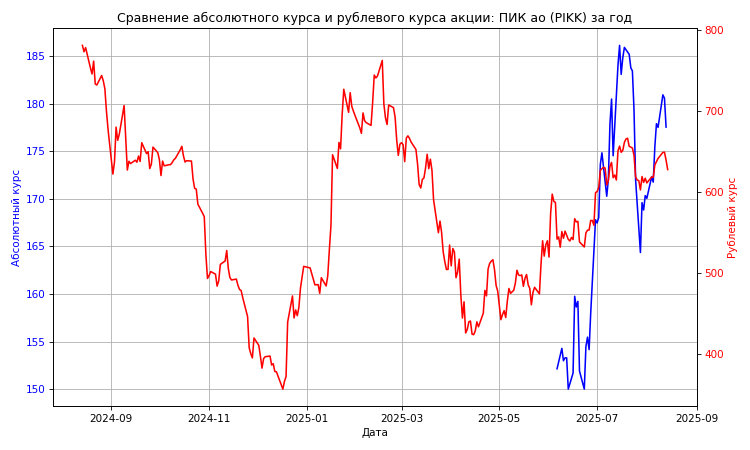 Сравнение абсолютного курса и рублевого курса акции: ПИК ао (PIKK) за год
Абсолютный курс
185
180
175
170
165
160
155
150
800
700
600
500
400
Рублевый курс
2024-09 2024-11 2025-01 2025-03 2025-05 2025-07 2025-09
Дата